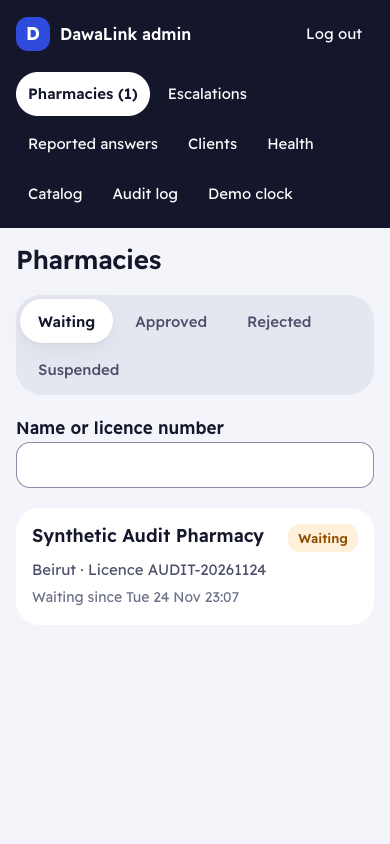 D DawaLink admin Log out
Pharmacies (1) Escalations
Reported answers Clients Health
Catalog Audit log Demo clock
Pharmacies
Waiting Approved Rejected
Suspended
Name or licence number
Synthetic Audit Pharmacy Waiting
Beirut · Licence AUDIT-20261124
Waiting since Tue 24 Nov 23:07